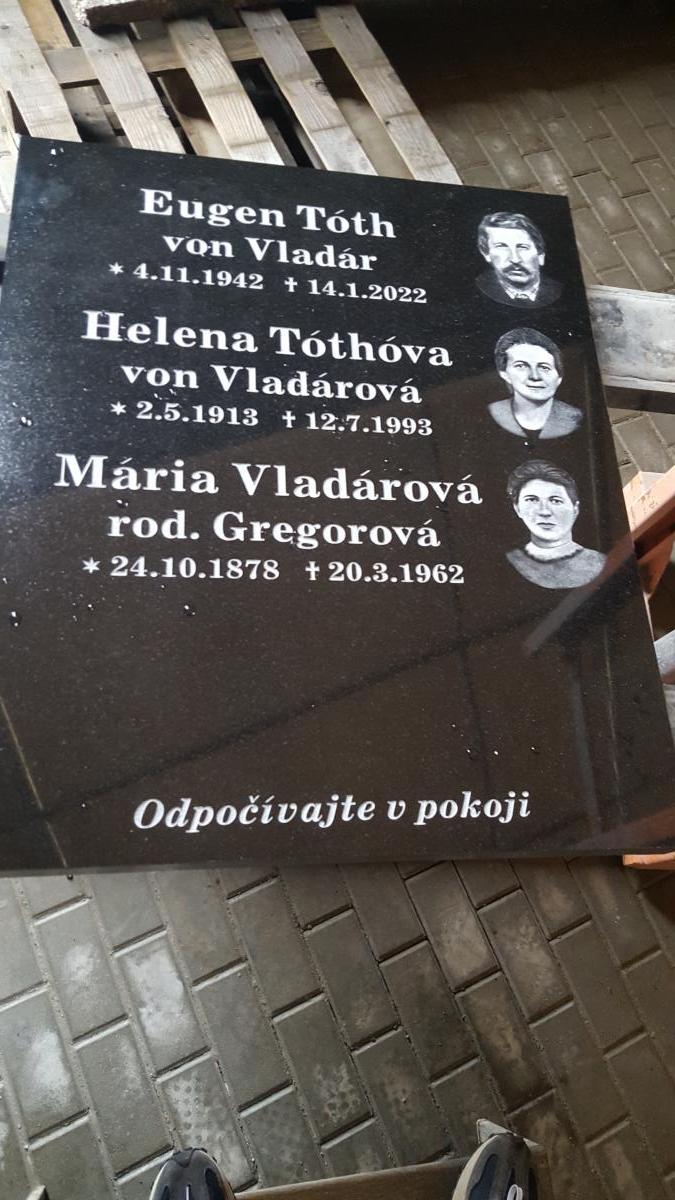 Eugen Tóth
von Vladár
* 4.11.1942 † 14.1.2022
Helena Tóthóva
von Vladárová
* 2.5.1913 † 12.7.1993
Mária Vladárová
rod. Gregorová
* 24.10.1878 † 20.3.1962
Odpočívajte v pokoji